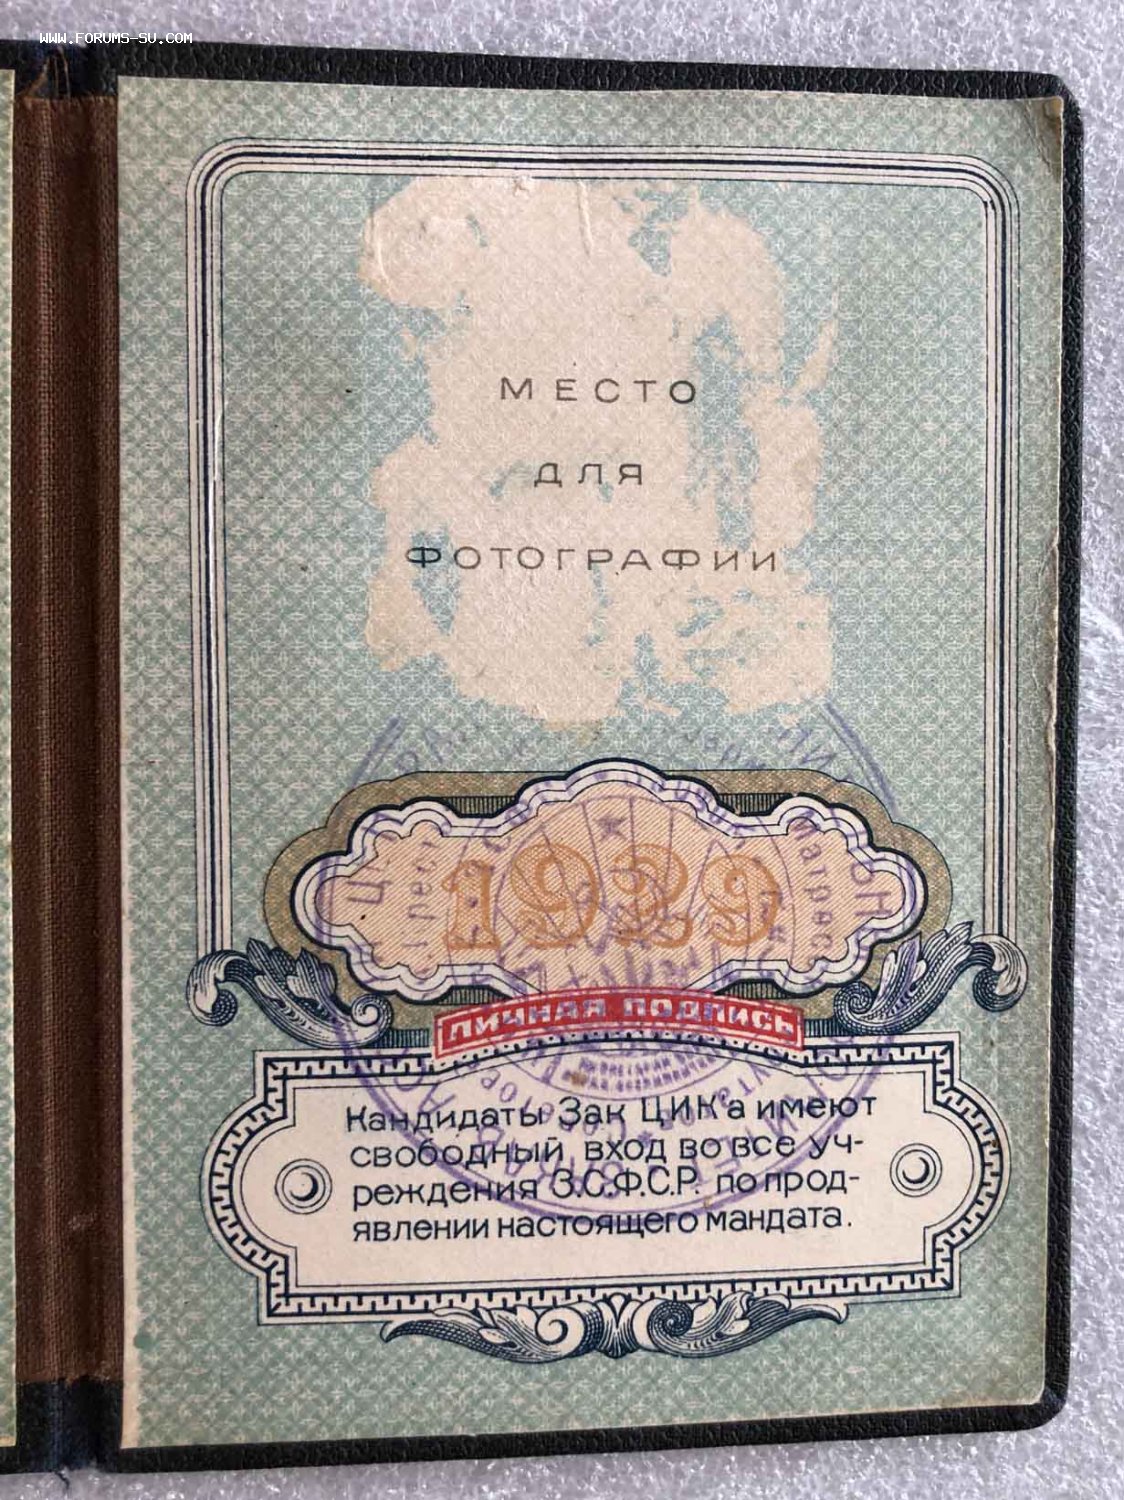 WWW.FORUMS-SU.COM
МЕСТО
ДЛЯ
ФОТОГРАФИИ
1929
ЛИЧНАЯ ПОДПИСЬ
Кандидаты Зак ЦИК'а имеют
свободный вход во все уч-
реждения З.С.Ф.С.Р. по пред-
явлении настоящего мандата.